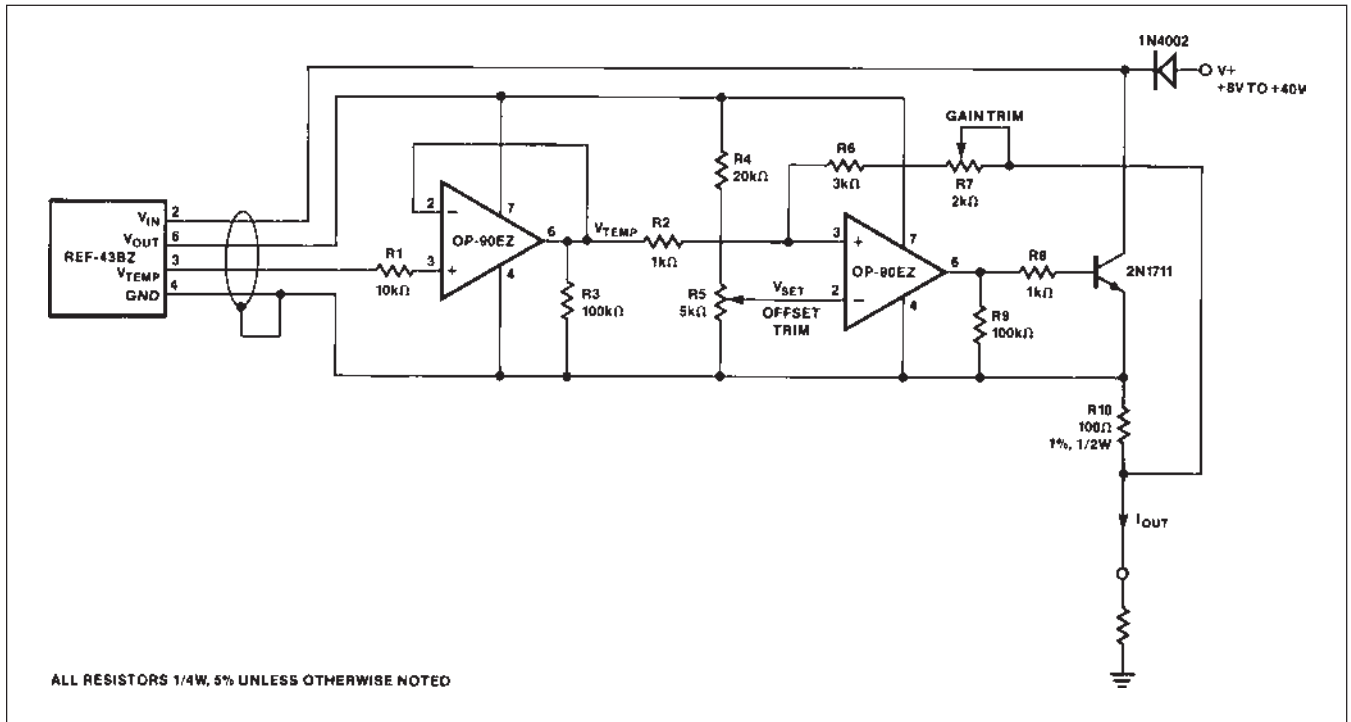 1N4002
V+
+8V TO +40V
GAIN TRIM
R4
20kΩ
R6
3kΩ
R7
2kΩ
2
7
VIN 2
VOUT 6
REF-43BZ
VTEMP 3
GND 4
R1
10kΩ
OP-90EZ
3
4
6
VTEMP
R2
1kΩ
R3
100kΩ
R5
5kΩ
VSET
OFFSET
TRIM
3
7
OP-90EZ
2
4
6
R8
1kΩ
R9
100kΩ
2N1711
R10
100Ω
1%, 1/2W
IOUT
ALL RESISTORS 1/4W, 5% UNLESS OTHERWISE NOTED